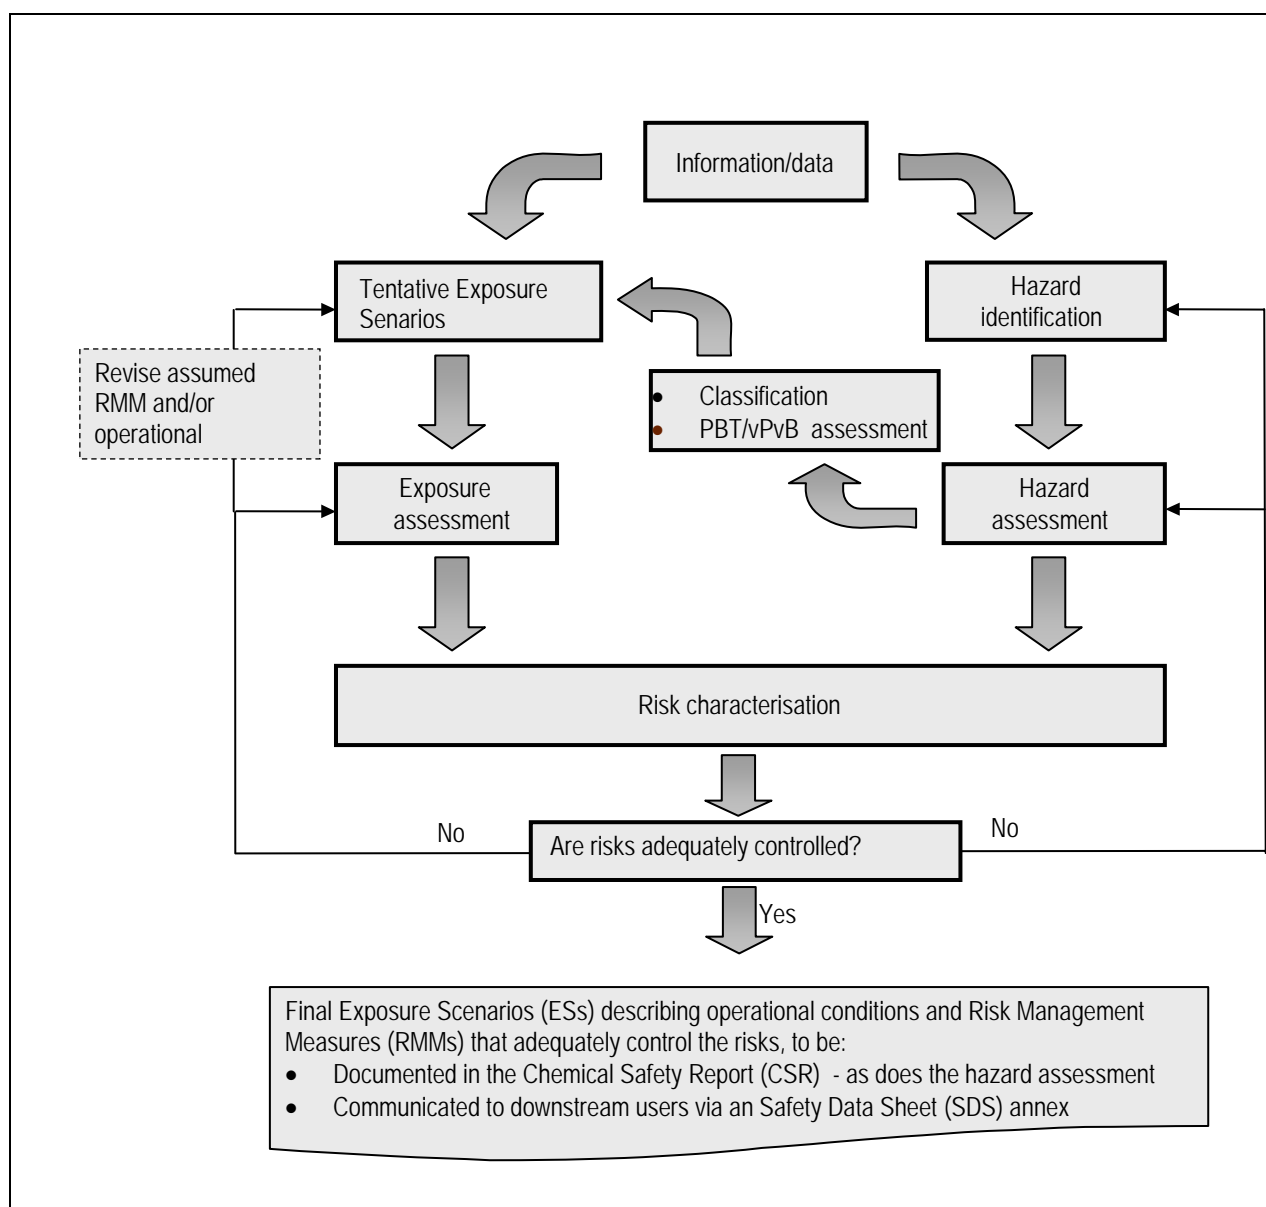 Information/data
Tentative Exposure
Senarios
Hazard
identification
Revise assumed
RMM and/or
operational
• Classification
• PBT/vPvB assessment
Exposure
assessment
Hazard
assessment
Risk characterisation
No
Are risks adequately controlled?
No
Yes
Final Exposure Scenarios (ESs) describing operational conditions and Risk Management
Measures (RMMs) that adequately control the risks, to be:
• Documented in the Chemical Safety Report (CSR) - as does the hazard assessment
• Communicated to downstream users via an Safety Data Sheet (SDS) annex